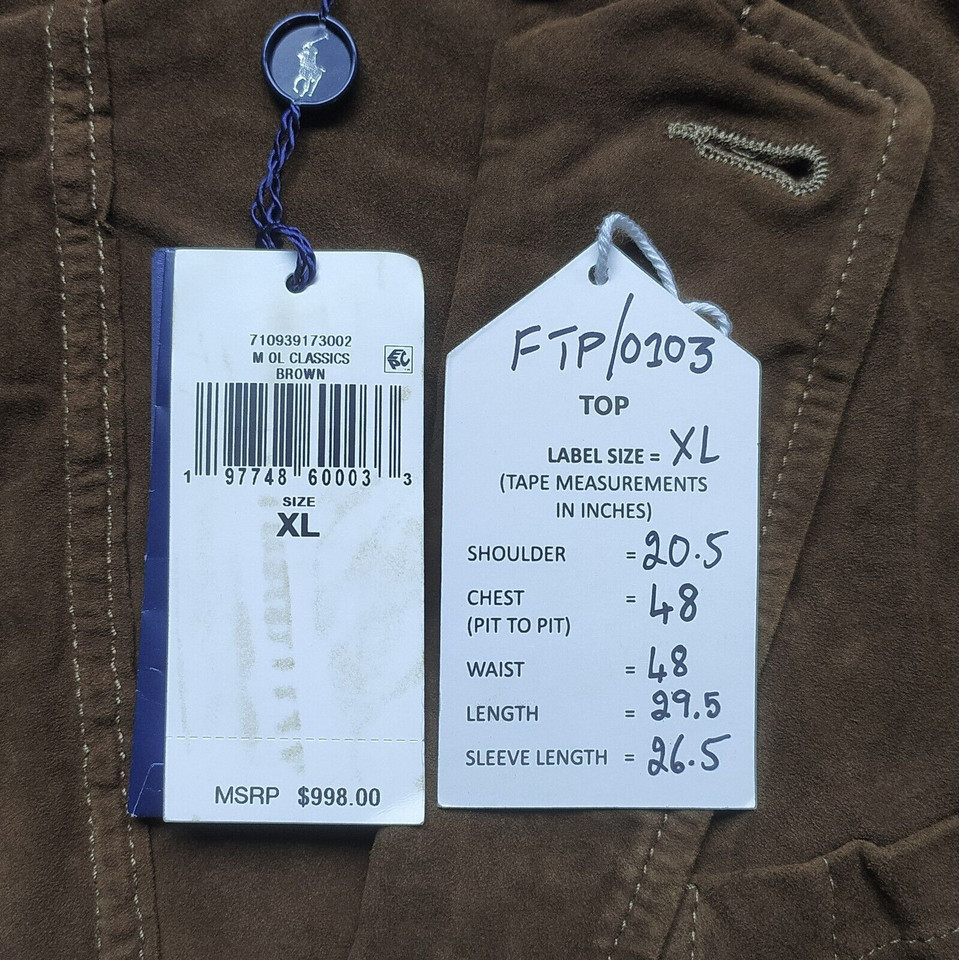 710939173002
M OL CLASSICS
BROWN
1 97748 60003 3
SIZE
XL
MSRP $998.00
FTP/0103
TOP
LABEL SIZE = XL
(TAPE MEASUREMENTS
IN INCHES)
SHOULDER = 20.5
CHEST = 48
(PIT TO PIT)
WAIST = 48
LENGTH = 29.5
SLEEVE LENGTH = 26.5